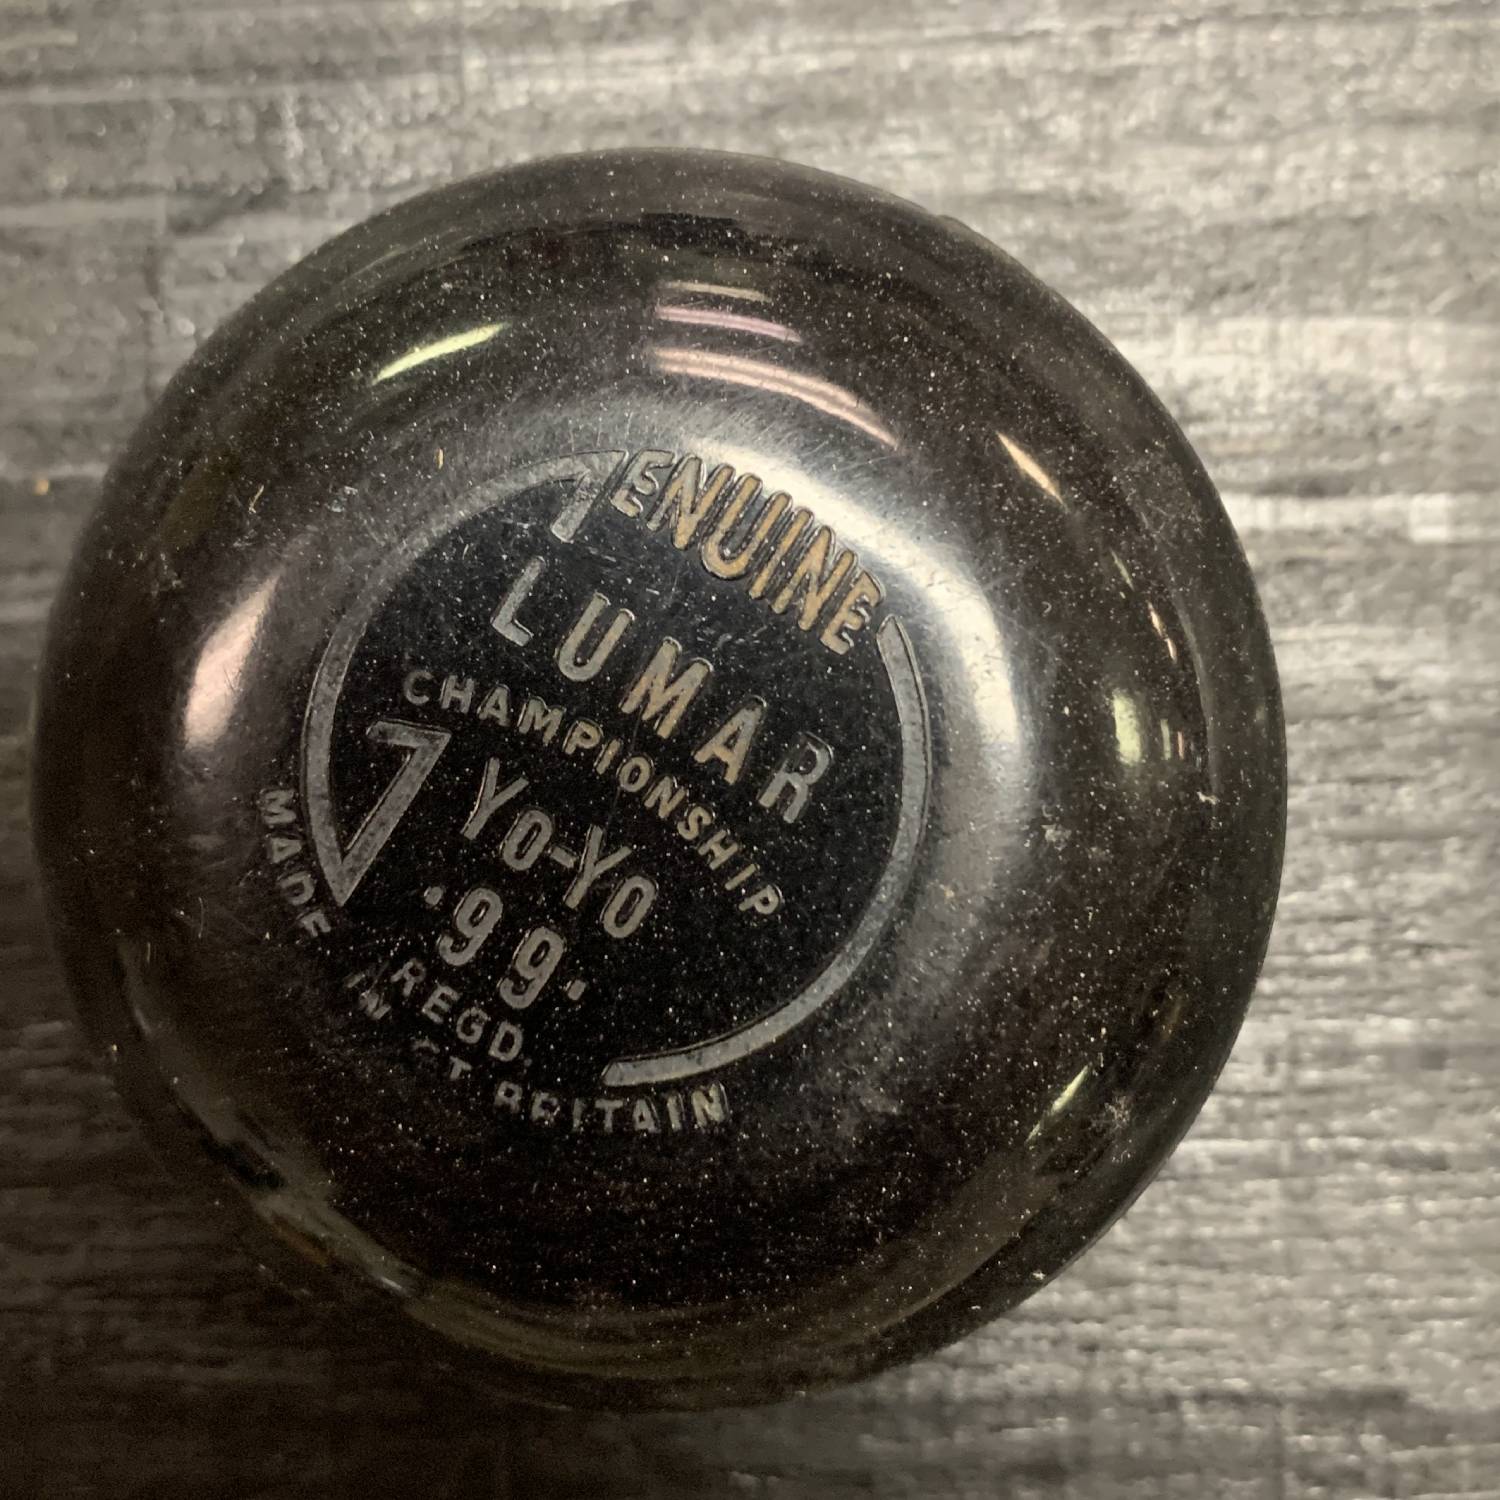 GENUINE
LUMAR
CHAMPIONSHIP
YO-YO
·99·
REGD.
MADE IN GT BRITAIN